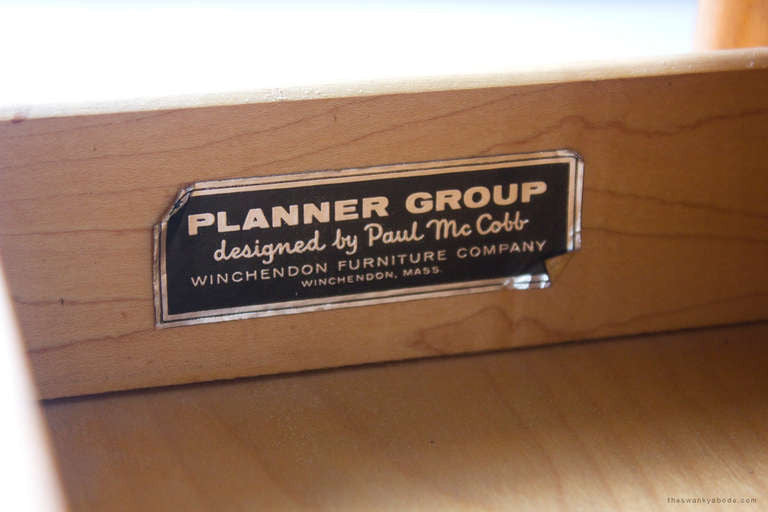 PLANNER GROUP
designed by Paul McCobb
WINCHENDON FURNITURE COMPANY
WINCHENDON, MASS.
theswankyabode.com